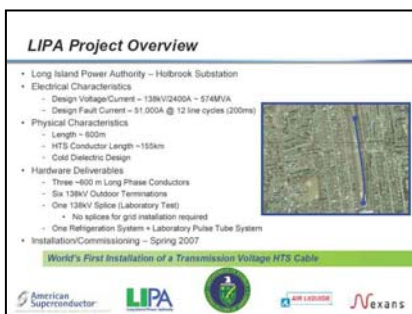 LIPA Project Overview
• Long Island Power Authority – Holbrook Substation
• Electrical Characteristics
- Design Voltage/Current – 138kV/2400A ~ 574MVA
- Design Fault Current – 51,000A @ 12 line cycles (200ms)
• Physical Characteristics
- Length ~ 600m
- HTS Conductor Length ~155km
- Cold Dielectric Design
• Hardware Deliverables
- Three ~600 m Long Phase Conductors
- Six 138kV Outdoor Terminations
- One 138kV Splice (Laboratory Test)
• No splices for grid installation required
- One Refrigeration System + Laboratory Pulse Tube System
• Installation/Commissioning – Spring 2007
World's First Installation of a Transmission Voltage HTS Cable
American
Superconductor
LIPA
Long Island Power Authority
AIR LIQUIDE
Nexans